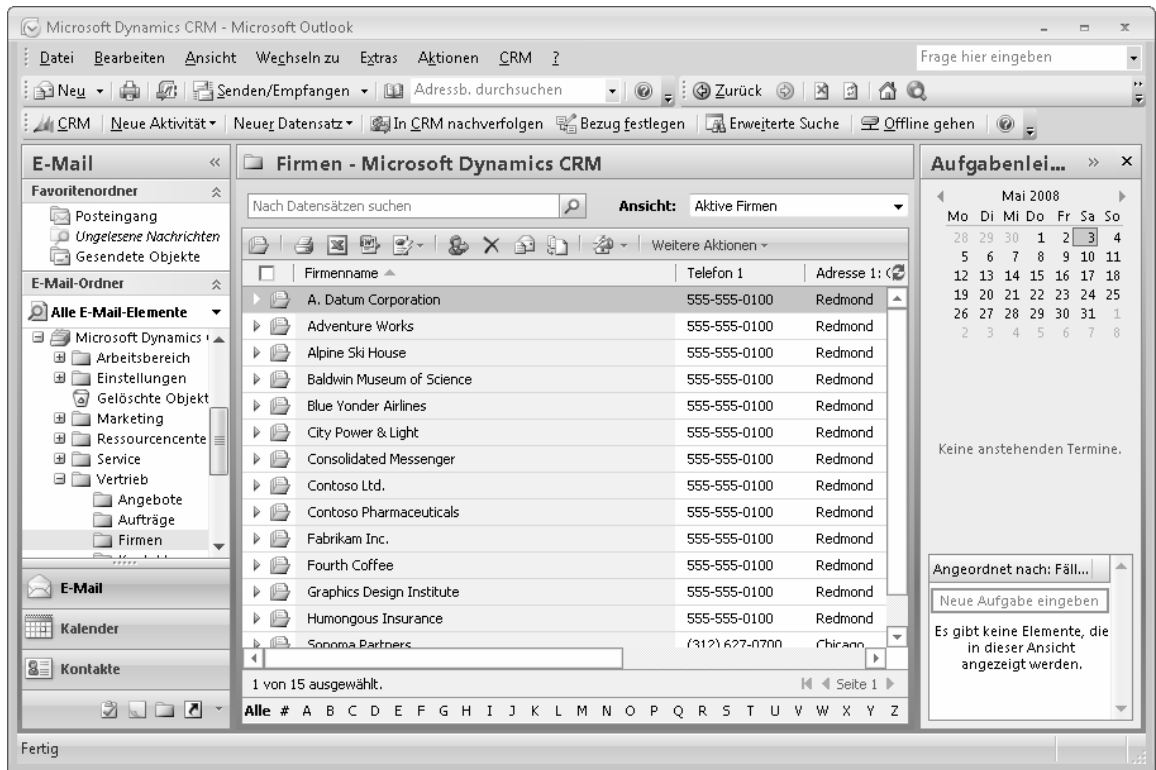 Microsoft Dynamics CRM - Microsoft Outlook
Datei Bearbeiten Ansicht Wechseln zu Extras Aktionen CRM ?
Frage hier eingeben
Neu Senden/Empfangen Adressb. durchsuchen Zurück
CRM Neue Aktivität Neuer Datensatz In CRM nachverfolgen Bezug festlegen Erweiterte Suche Offline gehen
E-Mail «
Favoritenordner
Posteingang
Ungelesene Nachrichten
Gesendete Objekte
E-Mail-Ordner
Alle E-Mail-Elemente
Microsoft Dynamics
Arbeitsbereich
Einstellungen
Gelöschte Objekt
Marketing
Ressourcencente
Service
Vertrieb
Angebote
Aufträge
Firmen
E-Mail
Kalender
Kontakte
Firmen - Microsoft Dynamics CRM
Nach Datensätzen suchen
Ansicht: Aktive Firmen
Weitere Aktionen
Firmenname Telefon 1 Adresse 1: (
A. Datum Corporation 555-555-0100 Redmond
Adventure Works 555-555-0100 Redmond
Alpine Ski House 555-555-0100 Redmond
Baldwin Museum of Science 555-555-0100 Redmond
Blue Yonder Airlines 555-555-0100 Redmond
City Power & Light 555-555-0100 Redmond
Consolidated Messenger 555-555-0100 Redmond
Contoso Ltd. 555-555-0100 Redmond
Contoso Pharmaceuticals 555-555-0100 Redmond
Fabrikam Inc. 555-555-0100 Redmond
Fourth Coffee 555-555-0100 Redmond
Graphics Design Institute 555-555-0100 Redmond
Humongous Insurance 555-555-0100 Redmond
Sonoma Partners (312) 627-0700 Chicago
1 von 15 ausgewählt.
Seite 1
Alle # A B C D E F G H I J K L M N O P Q R S T U V W X Y Z
Aufgabenlei... » ×
Mai 2008
Mo Di Mi Do Fr Sa So
28 29 30 1 2 3 4
5 6 7 8 9 10 11
12 13 14 15 16 17 18
19 20 21 22 23 24 25
26 27 28 29 30 31 1
2 3 4 5 6 7 8
Keine anstehenden Termine.
Angeordnet nach: Fäll...
Neue Aufgabe eingeben
Es gibt keine Elemente, die
in dieser Ansicht
angezeigt werden.
Fertig